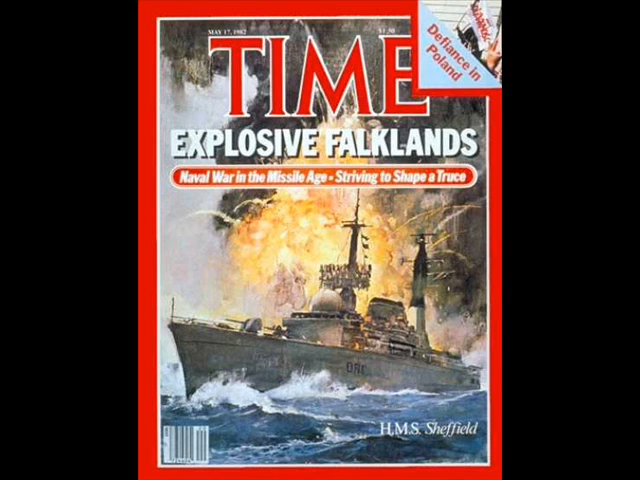 MAY 17, 1982
$1.50
TIME
Defiance in
Poland
EXPLOSIVE FALKLANDS
Naval War in the Missile Age • Striving to Shape a Truce
H.M.S. Sheffield